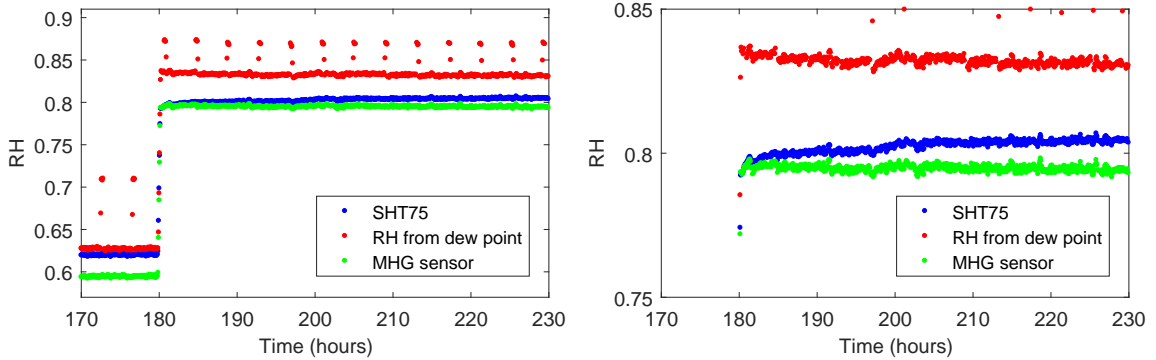 0.9
0.85
0.8
0.75
0.7
0.65
0.6
RH
SHT75
RH from dew point
MHG sensor
170 180 190 200 210 220 230
Time (hours)
0.85
0.8
0.75
RH
SHT75
RH from dew point
MHG sensor
170 180 190 200 210 220 230
Time (hours)